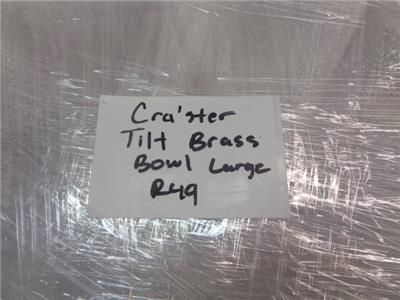 Cra'ster
Tilt Brass
Bowl Large
R49